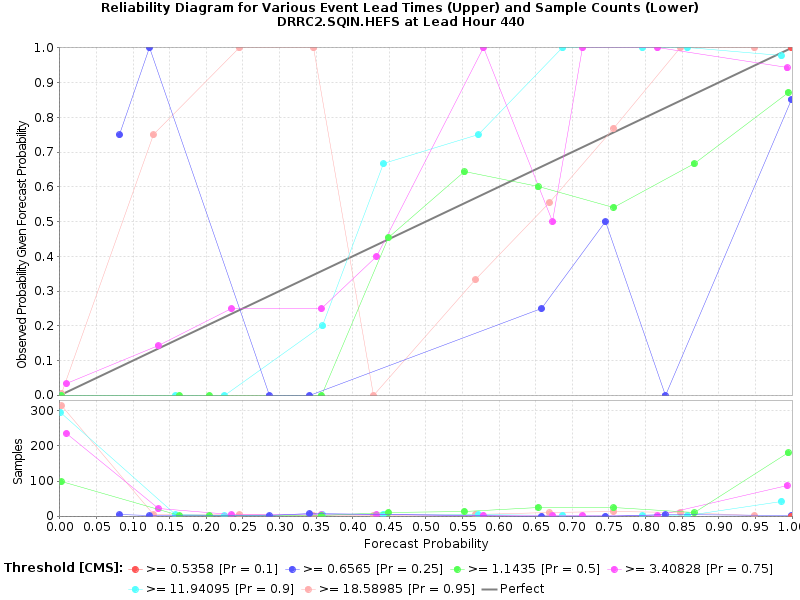 Reliability Diagram for Various Event Lead Times (Upper) and Sample Counts (Lower)
DRRC2.SQIN.HEFS at Lead Hour 440
Observed Probability Given Forecast Probability
1.0
0.9
0.8
0.7
0.6
0.5
0.4
0.3
0.2
0.1
0.0
Samples
300
200
100
0
0.00 0.05 0.10 0.15 0.20 0.25 0.30 0.35 0.40 0.45 0.50 0.55 0.60 0.65 0.70 0.75 0.80 0.85 0.90 0.95 1.0
Forecast Probability
Threshold [CMS]: >= 0.5358 [Pr = 0.1] >= 0.6565 [Pr = 0.25] >= 1.1435 [Pr = 0.5] >= 3.40828 [Pr = 0.75]
>= 11.94095 [Pr = 0.9] >= 18.58985 [Pr = 0.95] Perfect